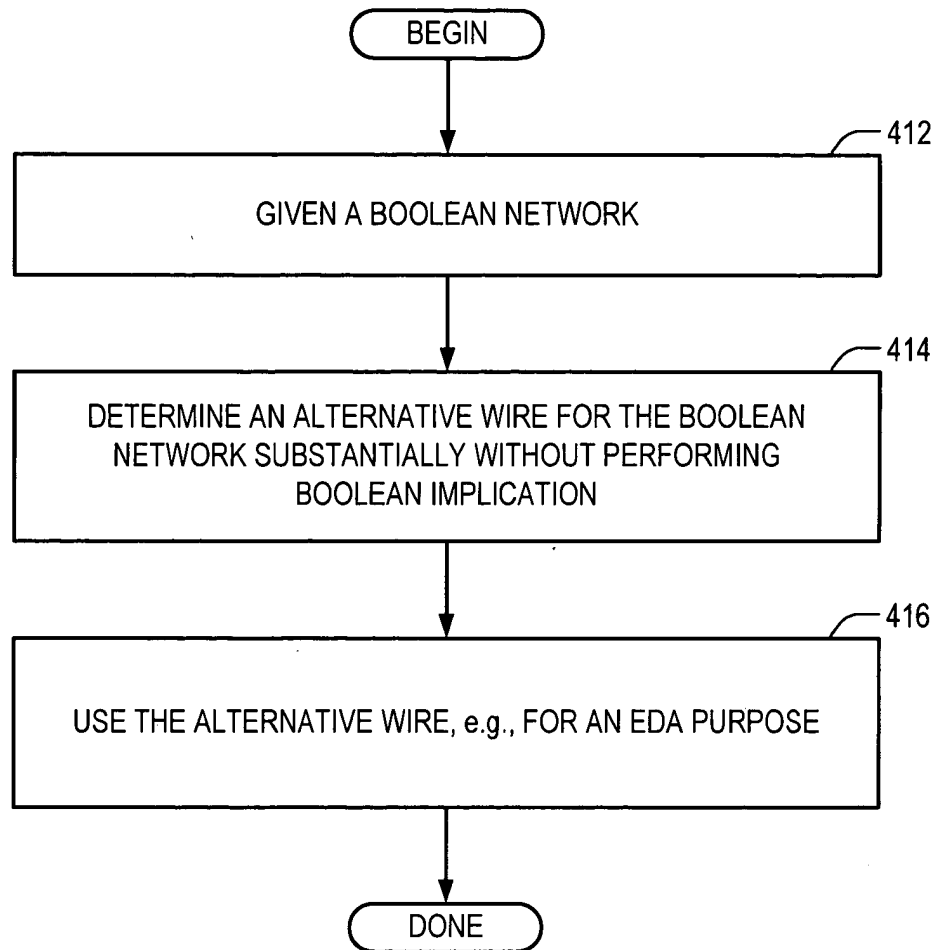 BEGIN
412
GIVEN A BOOLEAN NETWORK
414
DETERMINE AN ALTERNATIVE WIRE FOR THE BOOLEAN
NETWORK SUBSTANTIALLY WITHOUT PERFORMING
BOOLEAN IMPLICATION
416
USE THE ALTERNATIVE WIRE, e.g., FOR AN EDA PURPOSE
DONE